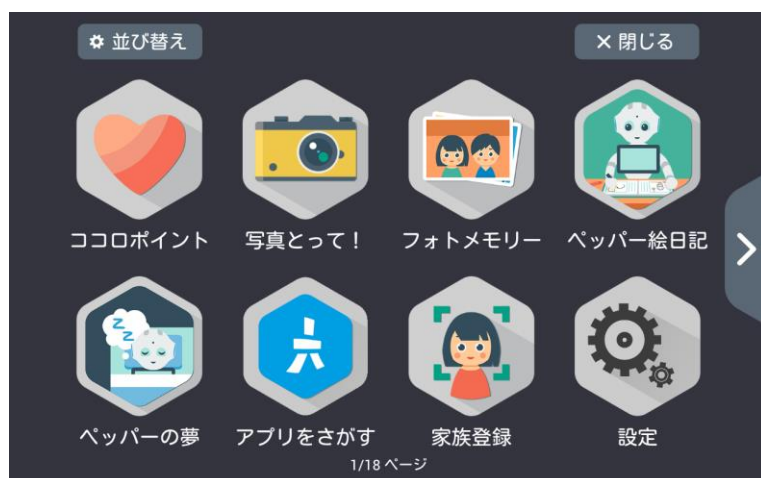 並び替え
×閉じる
ココロポイント
写真とって！
フォトメモリー
ペッパー絵日記
ZZ
ペッパーの夢
アプリをさがす
家族登録
設定
1/18 ページ